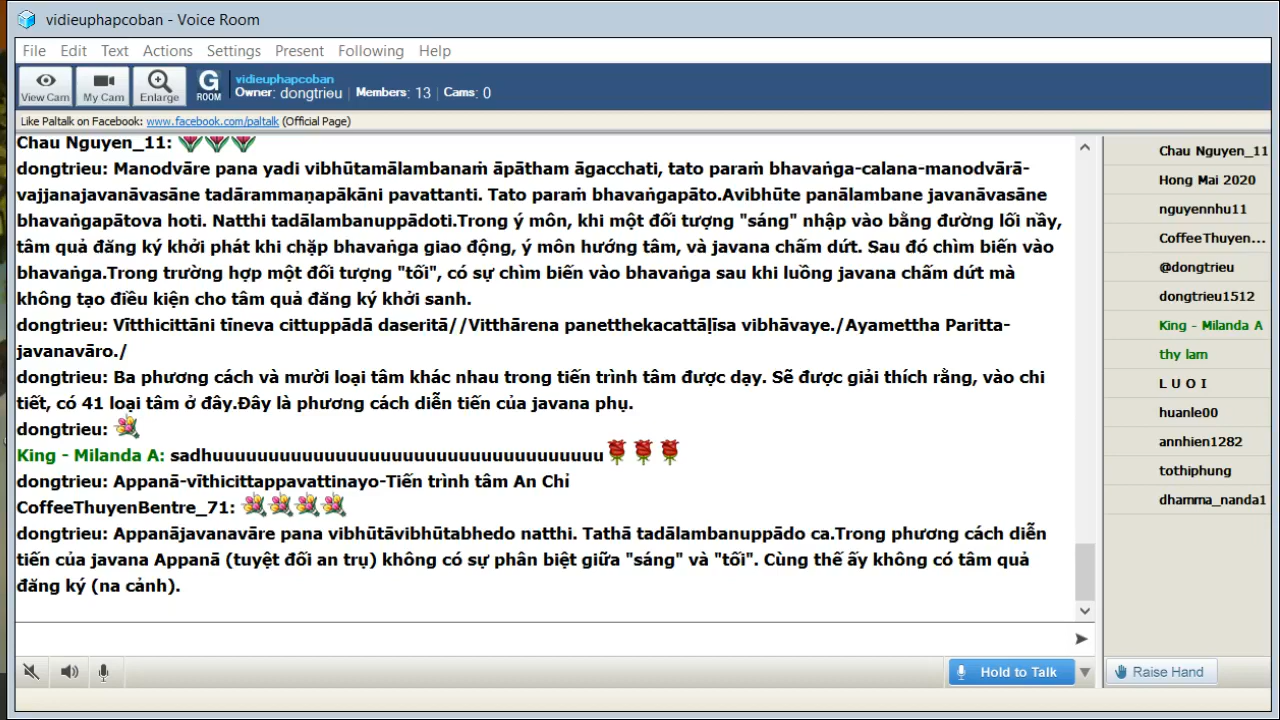 vidieuphapcoban - Voice Room
File Edit Text Actions Settings Present Following Help
View Cam My Cam Enlarge G ROOM
vidieuphapcoban
Owner: dongtrieu Members: 13 Cams: 0
Like Paltalk on Facebook: www.facebook.com/paltalk (Official Page)
Chau Nguyen_11:
dongtrieu: Manodvāre pana yadi vibhūtamālambanaṁ āpātham āgacchati, tato paraṁ bhavaṅga-calana-manodvārā-
vajjanajavanāvasāne tadārammaṇapākāni pavattanti. Tato paraṁ bhavaṅgapāto.Avibhūte panālambane javanāvasāne
bhavaṅgapātova hoti. Natthi tadālambanuppādoti.Trong ý môn, khi một đối tượng "sáng" nhập vào bằng đường lối nầy,
tâm quả đăng ký khởi phát khi chặp bhavaṅga giao động, ý môn hướng tâm, và javana chấm dứt. Sau đó chìm biến vào
bhavaṅga.Trong trường hợp một đối tượng "tối", có sự chìm biến vào bhavaṅga sau khi luồng javana chấm dứt mà
không tạo điều kiện cho tâm quả đăng ký khởi sanh.
dongtrieu: Vītthicittāni tīneva cittuppādā daseritā//Vitthārena panetthekacattāḷīsa vibhāvaye./Ayamettha Paritta-
javanavāro./
dongtrieu: Ba phương cách và mười loại tâm khác nhau trong tiến trình tâm được dạy. Sẽ được giải thích rằng, vào chi
tiết, có 41 loại tâm ở đây.Đây là phương cách diễn tiến của javana phụ.
dongtrieu:
King - Milanda A: sadhuuuuuuuuuuuuuuuuuuuuuuuuuuuuuuuuuu
dongtrieu: Appanā-vīthicittappavattinayo-Tiến trình tâm An Chỉ
CoffeeThuyenBentre_71:
dongtrieu: Appanājavanavāre pana vibhūtāvibhūtabhedo natthi. Tathā tadālambanuppādo ca.Trong phương cách diễn
tiến của javana Appanā (tuyệt đối an trụ) không có sự phân biệt giữa "sáng" và "tối". Cùng thế ấy không có tâm quả
đăng ký (na cảnh).
Chau Nguyen_11
Hong Mai 2020
nguyennhu11
CoffeeThuyen...
@dongtrieu
dongtrieu1512
King - Milanda A
thy lam
L U O I
huanle00
annhien1282
tothiphung
dhamma_nanda1
Hold to Talk
Raise Hand